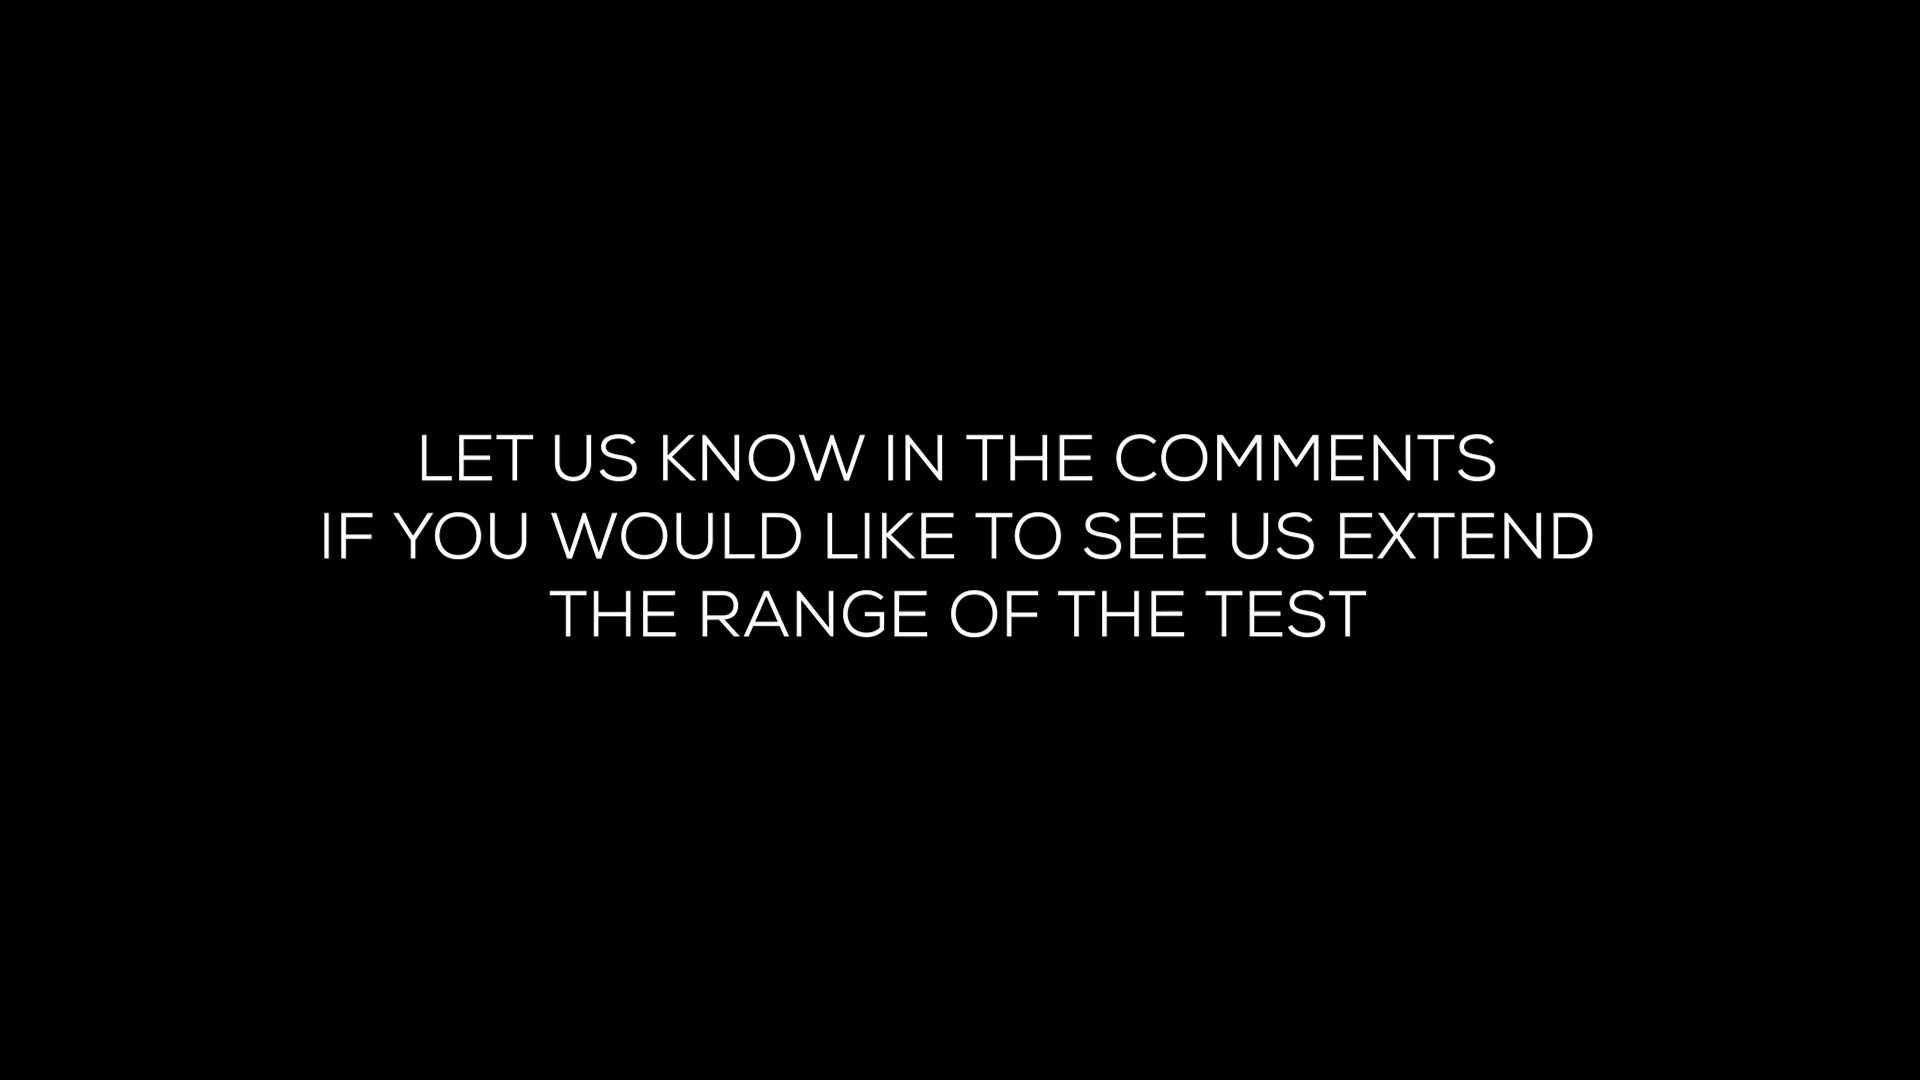 LET US KNOW IN THE COMMENTS
IF YOU WOULD LIKE TO SEE US EXTEND
THE RANGE OF THE TEST